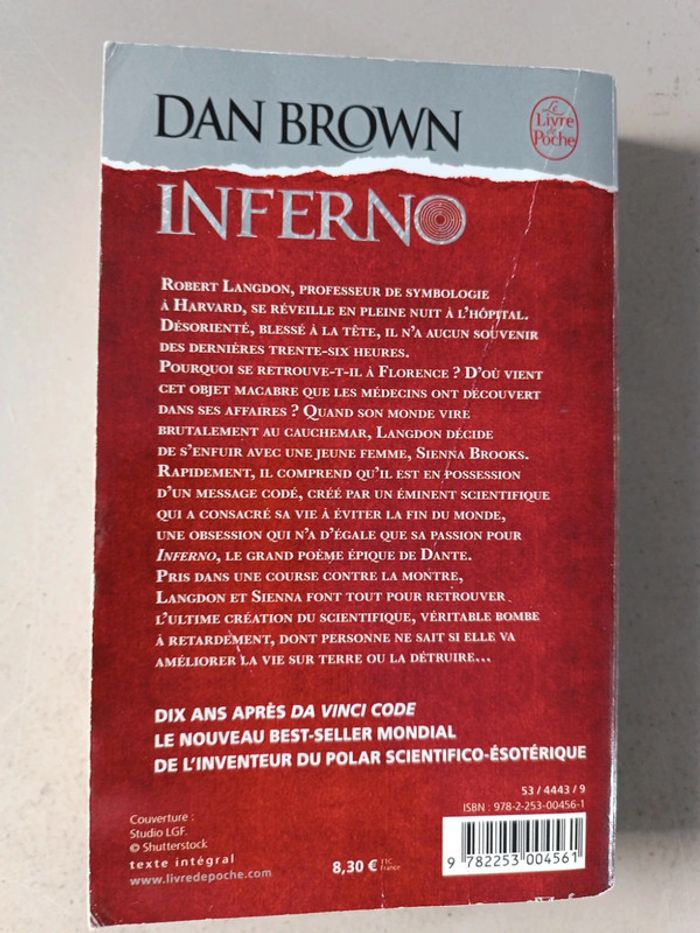 DAN BROWN
Le
Livre
de
Poche
INFERNO
ROBERT LANGDON, PROFESSEUR DE SYMBOLOGIE
À HARVARD, SE RÉVEILLE EN PLEINE NUIT À L'HÔPITAL.
DÉSORIENTÉ, BLESSÉ À LA TÊTE, IL N'A AUCUN SOUVENIR
DES DERNIÈRES TRENTE-SIX HEURES.
POURQUOI SE RETROUVE-T-IL À FLORENCE ? D'OÙ VIENT
CET OBJET MACABRE QUE LES MÉDECINS ONT DÉCOUVERT
DANS SES AFFAIRES ? QUAND SON MONDE VIRE
BRUTALEMENT AU CAUCHEMAR, LANGDON DÉCIDE
DE S'ENFUIR AVEC UNE JEUNE FEMME, SIENNA BROOKS.
RAPIDEMENT, IL COMPREND QU'IL EST EN POSSESSION
D'UN MESSAGE CODÉ, CRÉÉ PAR UN ÉMINENT SCIENTIFIQUE
QUI A CONSACRÉ SA VIE À ÉVITER LA FIN DU MONDE,
UNE OBSESSION QUI N'A D'ÉGALE QUE SA PASSION POUR
INFERNO, LE GRAND POÈME ÉPIQUE DE DANTE.
PRIS DANS UNE COURSE CONTRE LA MONTRE,
LANGDON ET SIENNA FONT TOUT POUR RETROUVER
L'ULTIME CRÉATION DU SCIENTIFIQUE, VÉRITABLE BOMBE
À RETARDEMENT, DONT PERSONNE NE SAIT SI ELLE VA
AMÉLIORER LA VIE SUR TERRE OU LA DÉTRUIRE...
DIX ANS APRÈS DA VINCI CODE
LE NOUVEAU BEST-SELLER MONDIAL
DE L'INVENTEUR DU POLAR SCIENTIFICO-ÉSOTÉRIQUE
53 / 4443 / 9
ISBN : 978-2-253-00456-1
Couverture :
Studio LGF.
© Shutterstock
texte intégral
www.livredepoche.com
8,30 € TTC
France
9 782253 004561